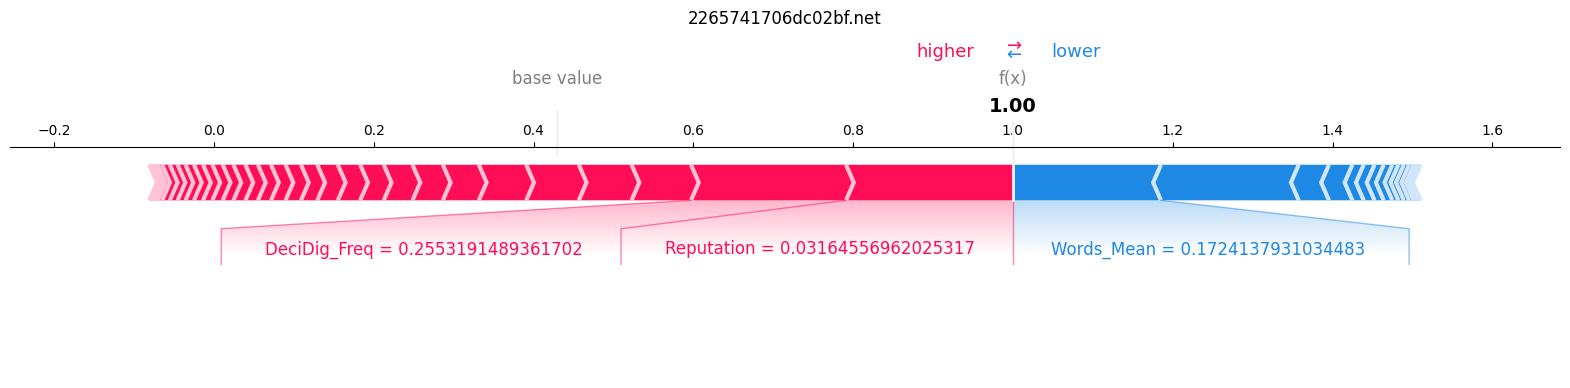 2265741706dc02bf.net
higher → ← lower
base value f(x)
1.00
−0.2 0.0 0.2 0.4 0.6 0.8 1.0 1.2 1.4 1.6
DeciDig_Freq = 0.2553191489361702 Reputation = 0.03164556962025317 Words_Mean = 0.1724137931034483